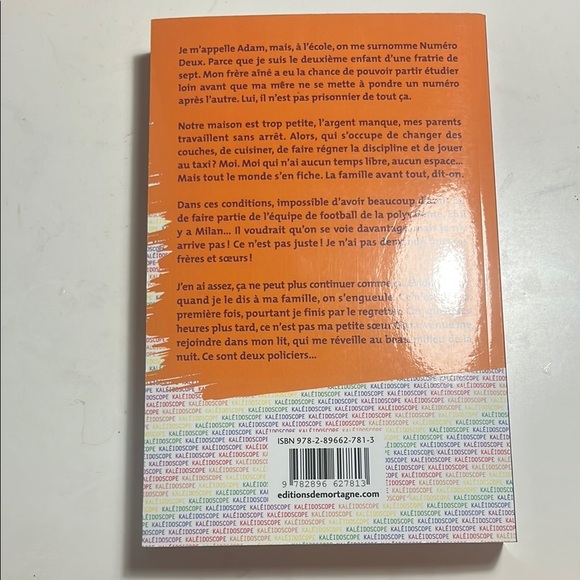 Je m'appelle Adam, mais, à l'école, on me surnomme Numéro
Deux. Parce que je suis le deuxième enfant d'une fratrie de
sept. Mon frère aîné a eu la chance de pouvoir partir étudier
loin avant que ma mère ne se mette à pondre un numéro
après l'autre. Lui, il n'est pas prisonnier de tout ça.
Notre maison est trop petite, l'argent manque, mes parents
travaillent sans arrêt. Alors, qui s'occupe de changer des
couches, de cuisiner, de faire régner la discipline et de jouer
au taxi? Moi. Moi qui n'ai aucun temps libre, aucun espace...
Mais tout le monde s'en fiche. La famille avant tout, dit-on.
Dans ces conditions, impossible d'avoir beaucoup
de faire partie de l'équipe de football de la
y a Milan... Il voudrait qu'on se voie davantage
arrive pas! Ce n'est pas juste! Je n'ai pas
frères et sœurs!
J'en ai assez, ça ne peut plus continuer comme
quand je le dis à ma famille, on s'engueule.
première fois, pourtant je finis par le regretter.
heures plus tard, ce n'est pas ma petite sœur
rejoindre dans mon lit, qui me réveille au beau milieu de la
nuit. Ce sont deux policiers...
KALÉIDOSCOPE
ISBN 978-2-89662-781-3
9 782896 627813
editionsdemortagne.com